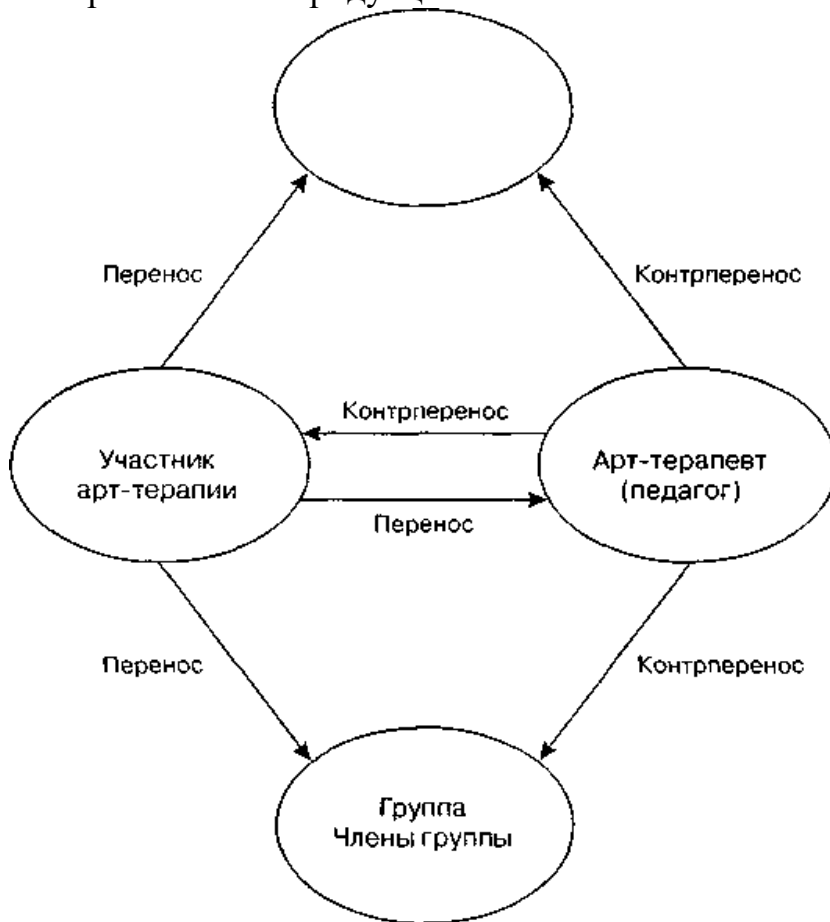 Перенос
Контрперенос
Контрперенос
Участник
арт-терапии
Арт-терапевт
(педагог)
Перенос
Перенос
Контрперенос
Группа
Члены группы